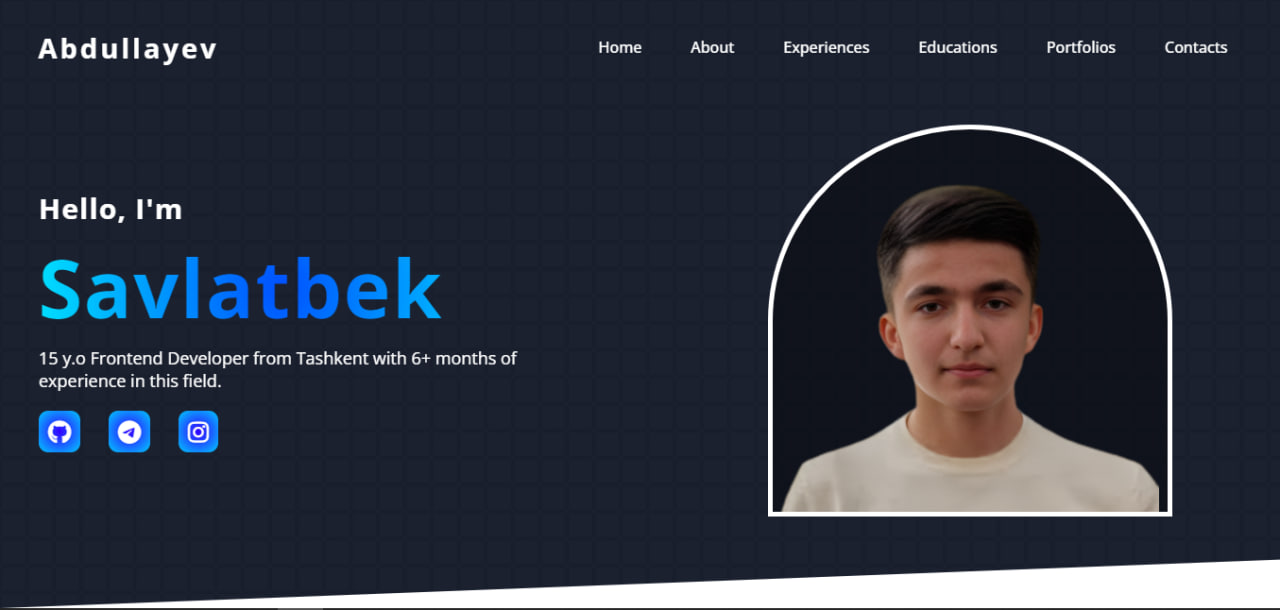 Abdullayev
Home About Experiences Educations Portfolios Contacts
Hello, I'm
Savlatbek
15 y.o Frontend Developer from Tashkent with 6+ months of
experience in this field.